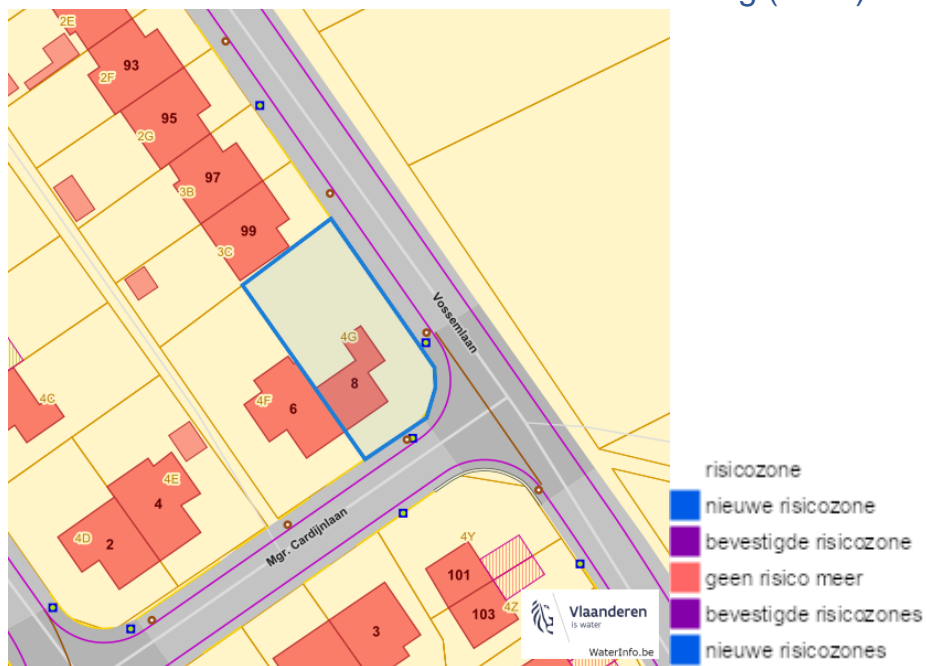 2E
93
2F
95
2G
97
3B
99
3C
Vossemlaan
4G
8
4F
6
4C
4E
4
4D
2
Mgr. Cardijnlaan
4Y
101
103
4Z
3
Vlaanderen
is water
WaterInfo.be
risicozone
nieuwe risicozone
bevestigde risicozone
geen risico meer
bevestigde risicozones
nieuwe risicozones